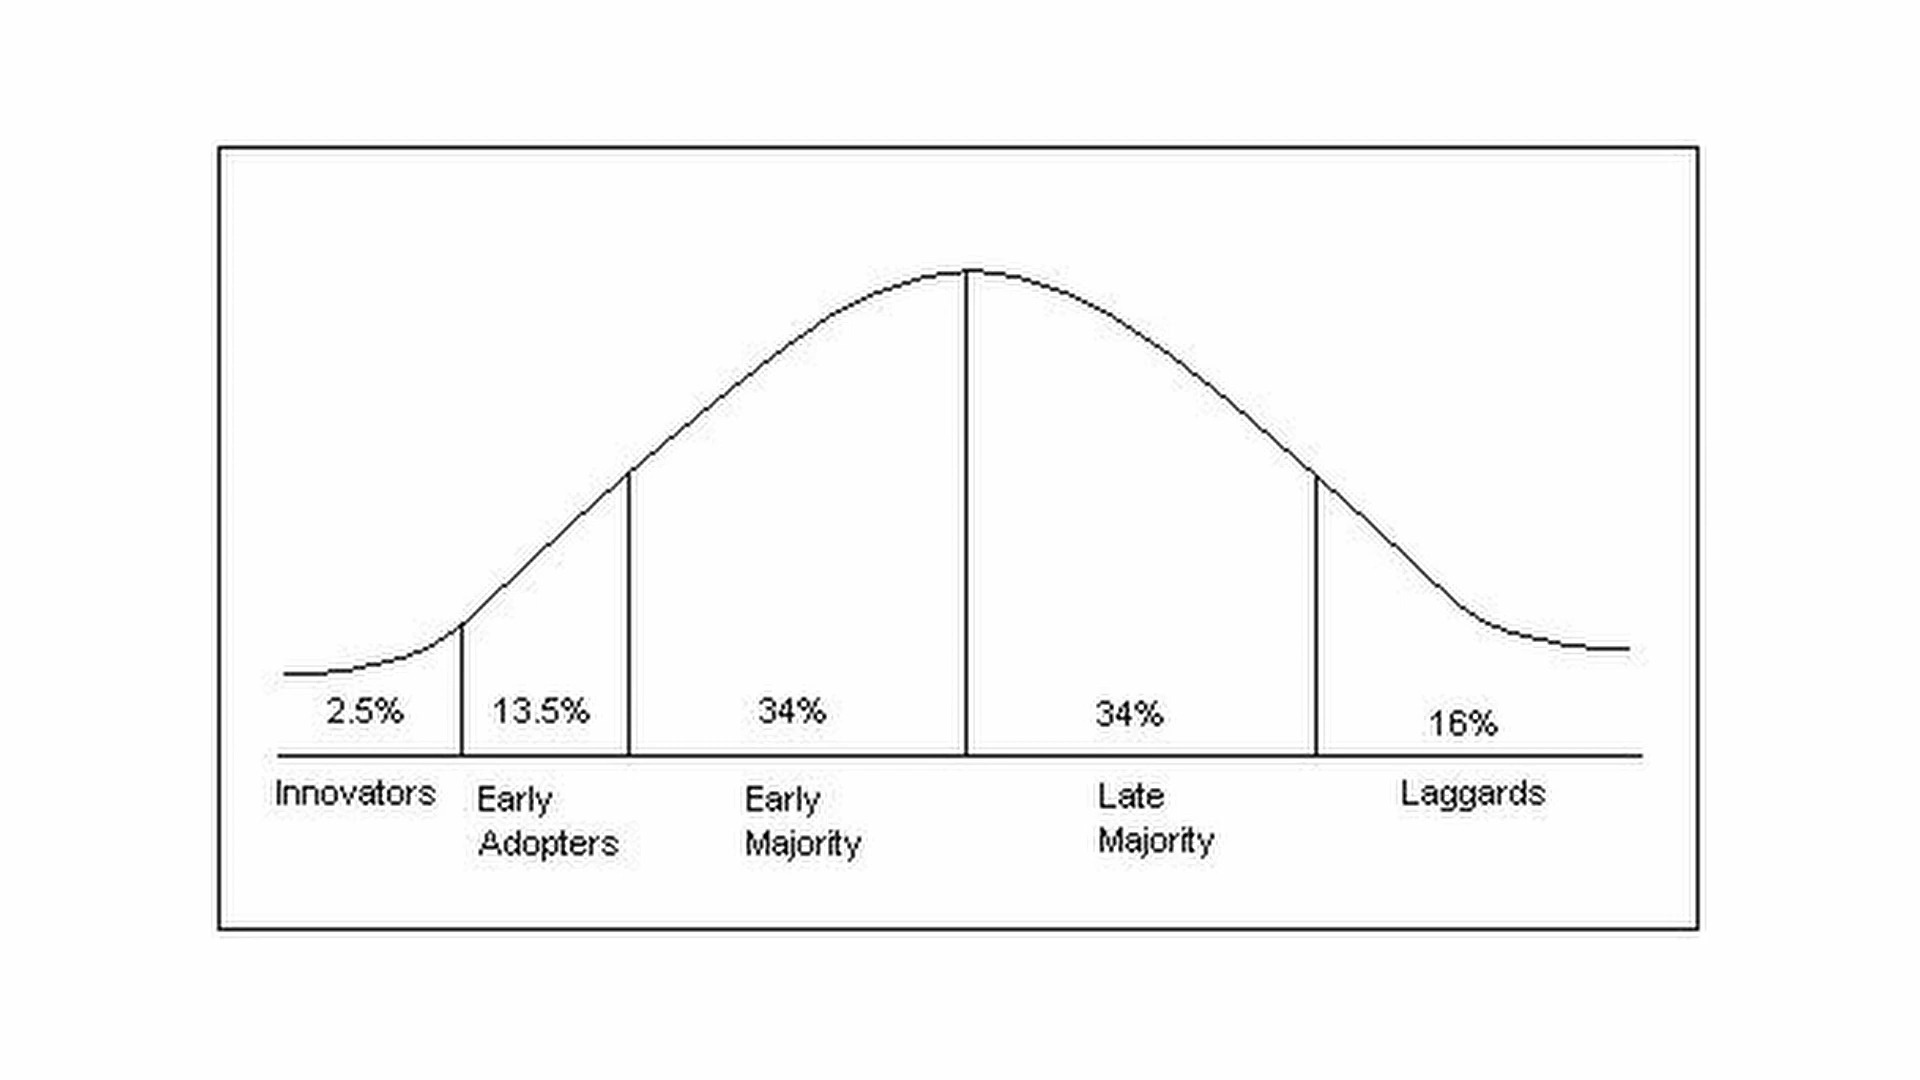 2.5% 13.5% 34% 34% 16%
Innovators
Early
Adopters
Early
Majority
Late
Majority
Laggards